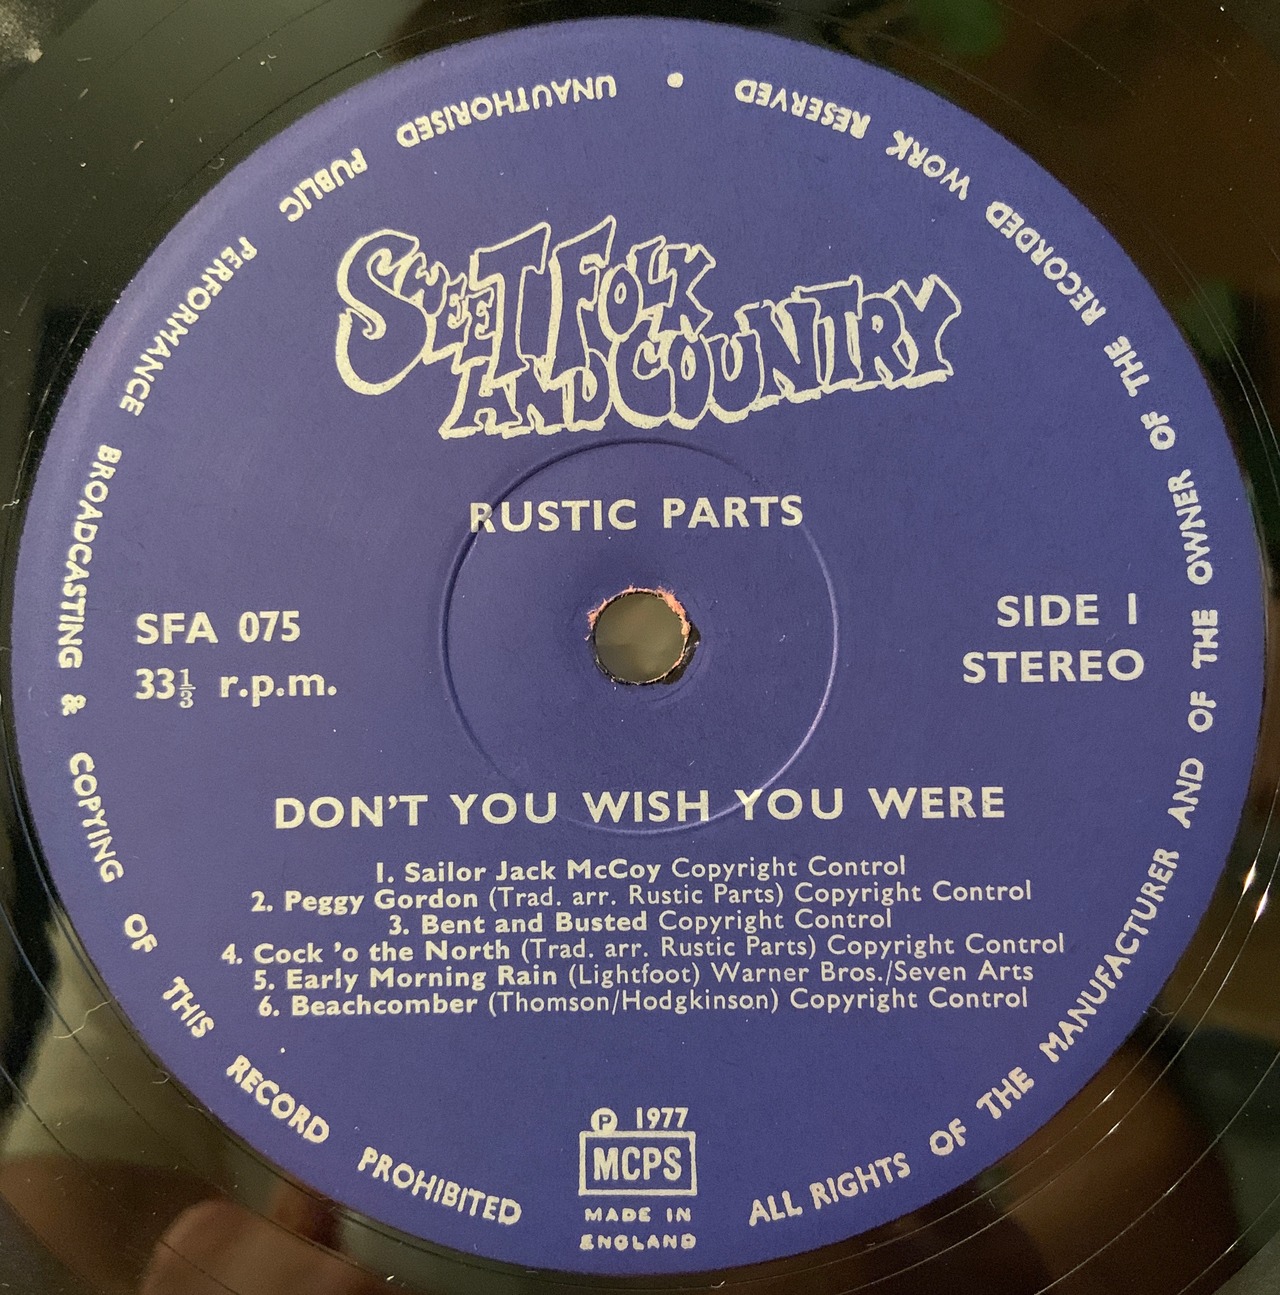 SWEET FOLK
AND COUNTRY
RUSTIC PARTS
SFA 075
33⅓ r.p.m.
SIDE 1
STEREO
DON'T YOU WISH YOU WERE
1. Sailor Jack McCoy Copyright Control
2. Peggy Gordon (Trad. arr. Rustic Parts) Copyright Control
3. Bent and Busted Copyright Control
4. Cock 'o the North (Trad. arr. Rustic Parts) Copyright Control
5. Early Morning Rain (Lightfoot) Warner Bros./Seven Arts
6. Beachcomber (Thomson/Hodgkinson) Copyright Control
Ⓟ 1977
MCPS
MADE IN
ENGLAND
ALL RIGHTS OF THE MANUFACTURER AND OF THE OWNER OF THE RECORDED WORK RESERVED • UNAUTHORISED PUBLIC PERFORMANCE BROADCASTING & COPYING OF THIS RECORD PROHIBITED